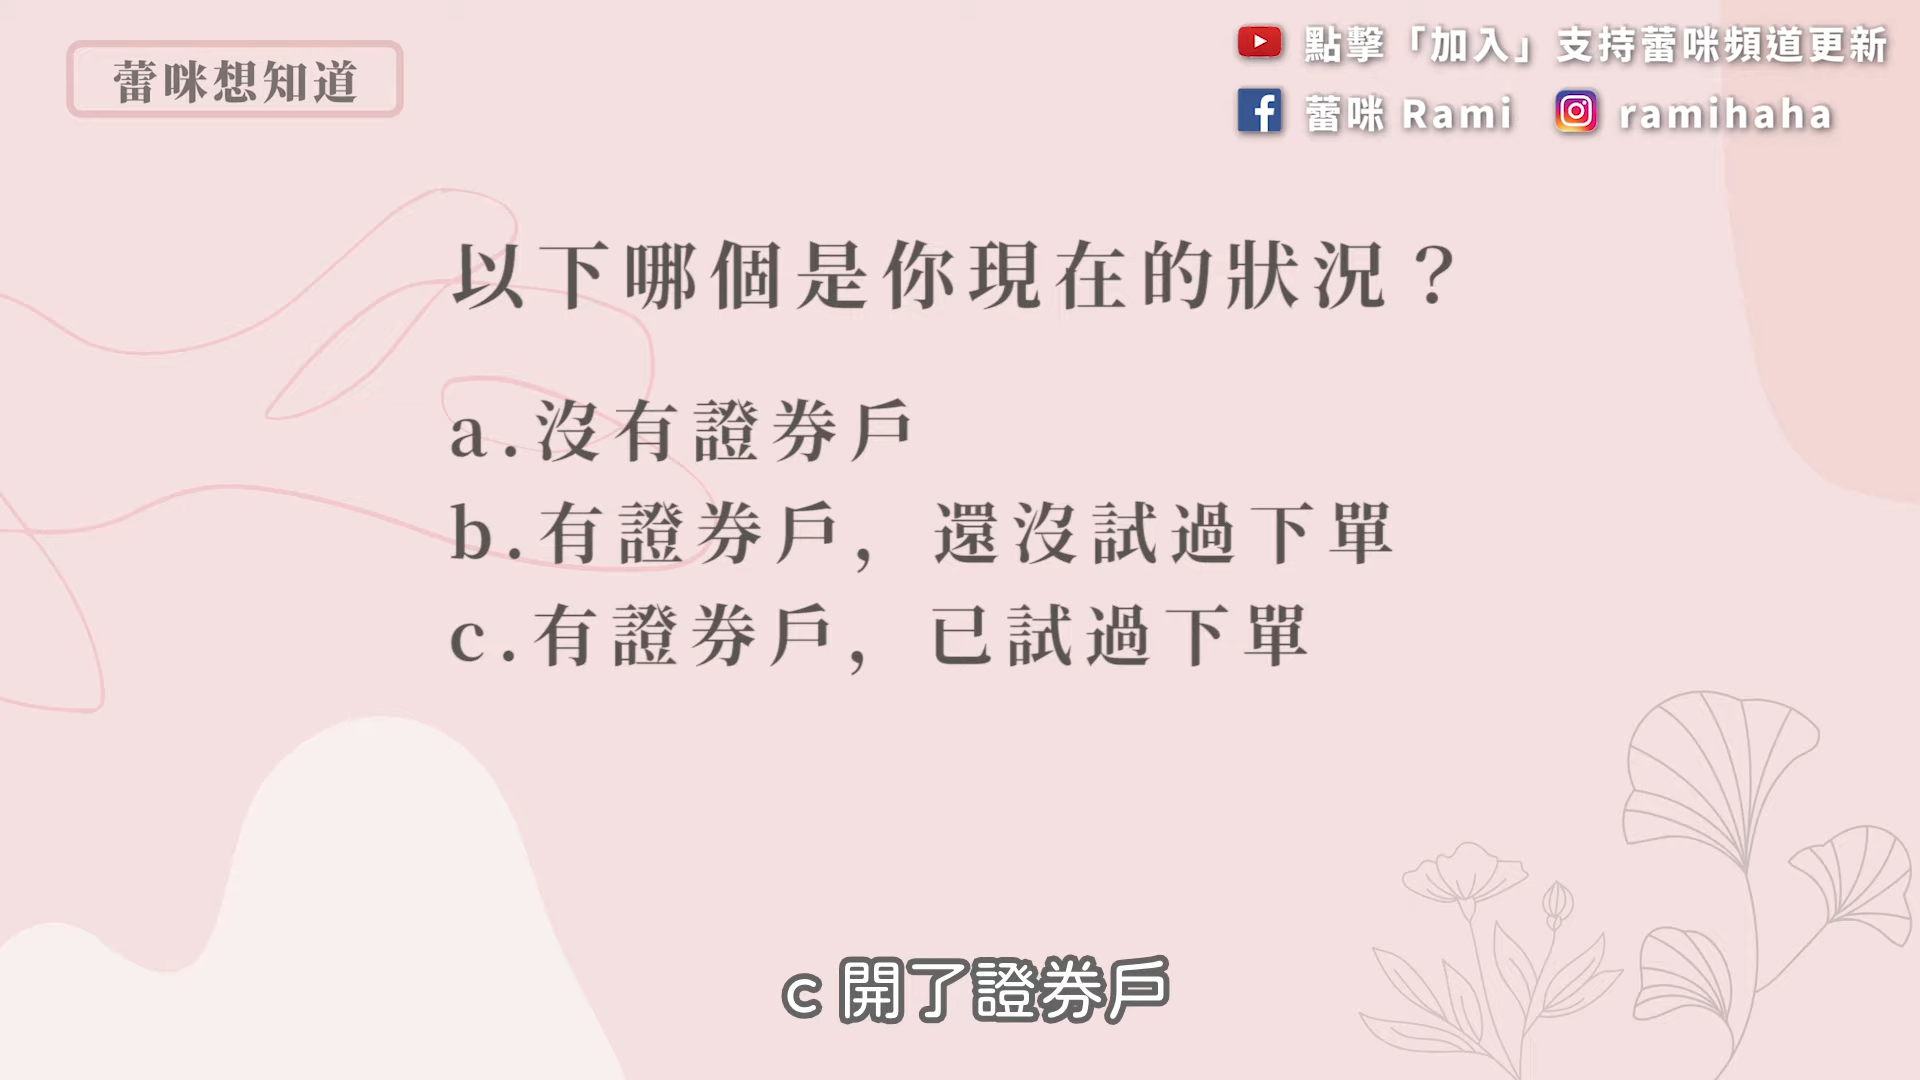 蕾咪想知道
點擊「加入」支持蕾咪頻道更新
蕾咪 Rami ramihaha
以下哪個是你現在的狀況？
a.沒有證券戶
b.有證券戶，還沒試過下單
c.有證券戶，已試過下單
c 開了證券戶